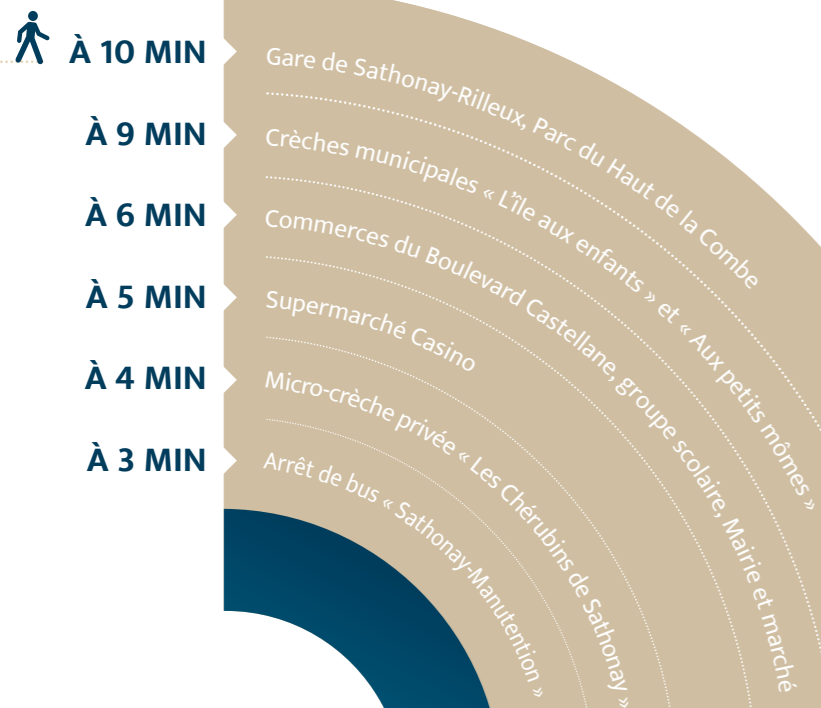 À 10 MIN
Gare de Sathonay-Rilleux, Parc du Haut de la Combe
À 9 MIN
Crèches municipales « L'île aux enfants » et « Aux petits mômes »
À 6 MIN
Commerces du Boulevard Castellane, groupe scolaire, Mairie et marché
À 5 MIN
Supermarché Casino
À 4 MIN
Micro-crèche privée « Les Chérubins de Sathonay »
À 3 MIN
Arrêt de bus « Sathonay-Manutention »